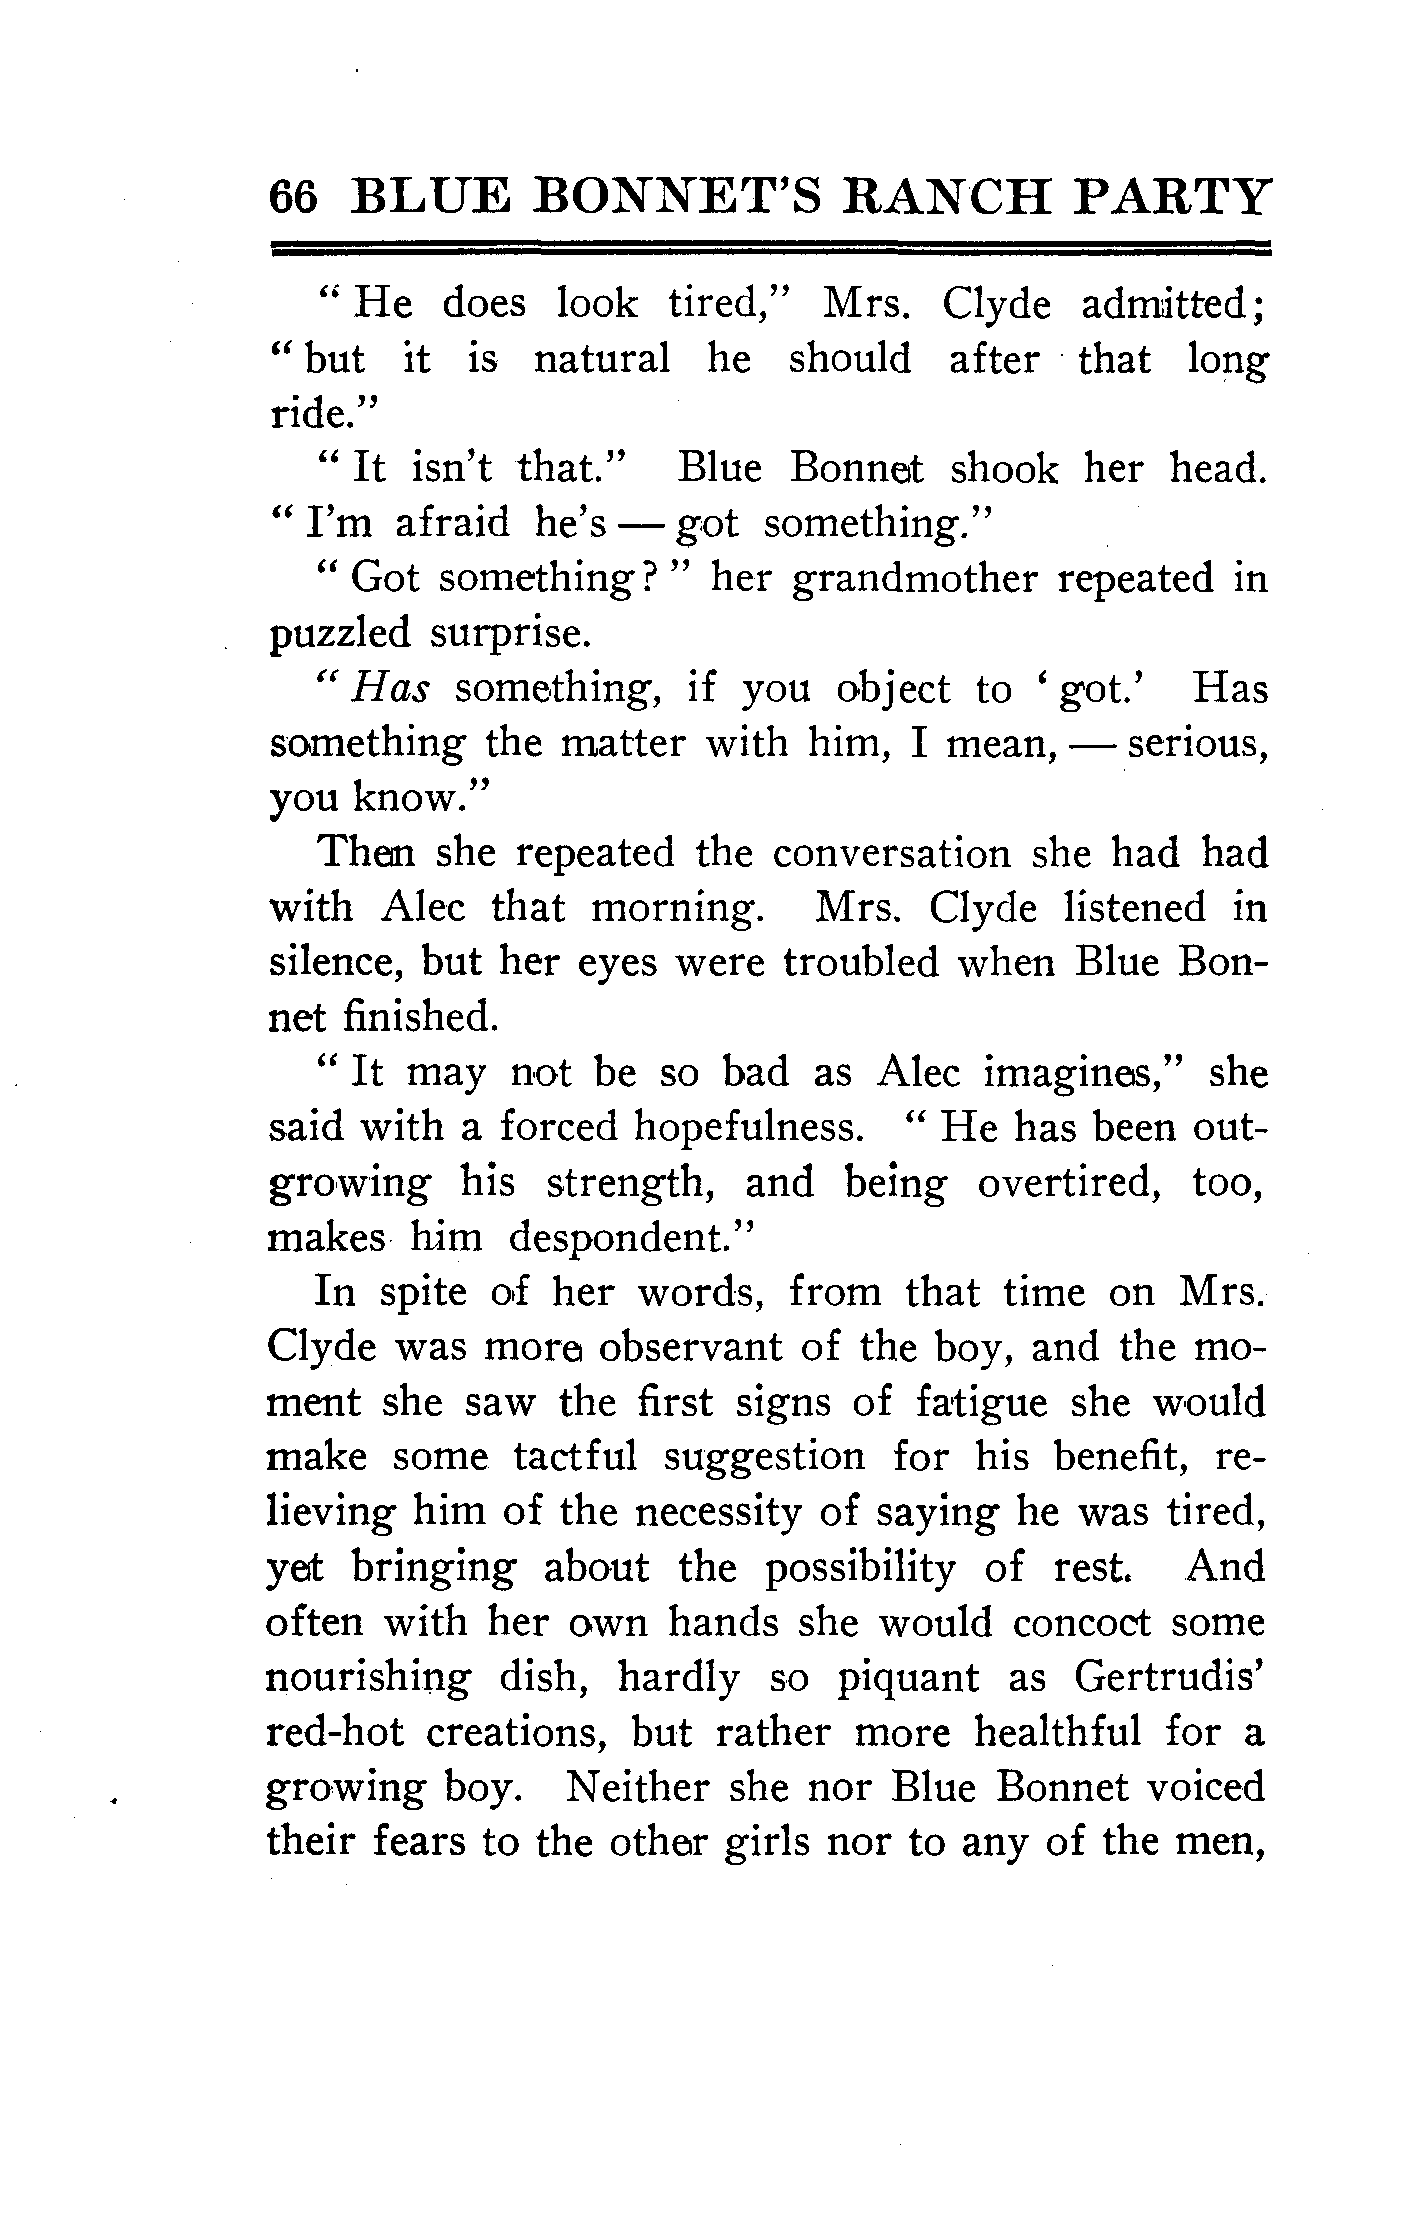 66 BLUE BONNET'S RANCH PARTY
" He does look tired," Mrs. Clyde admitted;
" but it is natural he should after that long
ride."
" It isn't that." Blue Bonnet shook her head.
" I'm afraid he's — got something."
" Got something? " her grandmother repeated in
puzzled surprise.
" Has something, if you object to ' got.' Has
something the matter with him, I mean, — serious,
you know."
Then she repeated the conversation she had had
with Alec that morning. Mrs. Clyde listened in
silence, but her eyes were troubled when Blue Bon-
net finished.
" It may not be so bad as Alec imagines," she
said with a forced hopefulness. " He has been out-
growing his strength, and being overtired, too,
makes him despondent."
In spite of her words, from that time on Mrs.
Clyde was more observant of the boy, and the mo-
ment she saw the first signs of fatigue she would
make some tactful suggestion for his benefit, re-
lieving him of the necessity of saying he was tired,
yet bringing about the possibility of rest. And
often with her own hands she would concoct some
nourishing dish, hardly so piquant as Gertrudis'
red-hot creations, but rather more healthful for a
growing boy. Neither she nor Blue Bonnet voiced
their fears to the other girls nor to any of the men,